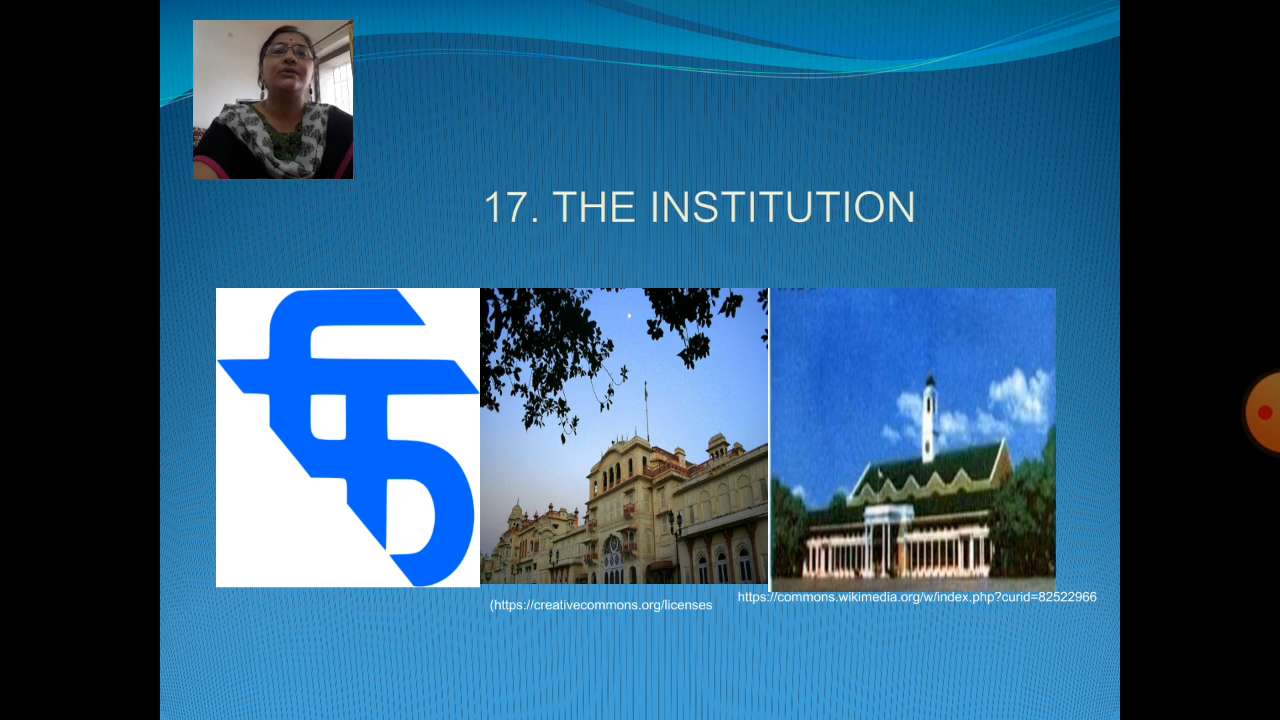 17. THE INSTITUTION
(https://creativecommons.org/licenses
https://commons.wikimedia.org/w/index.php?curid=82522966